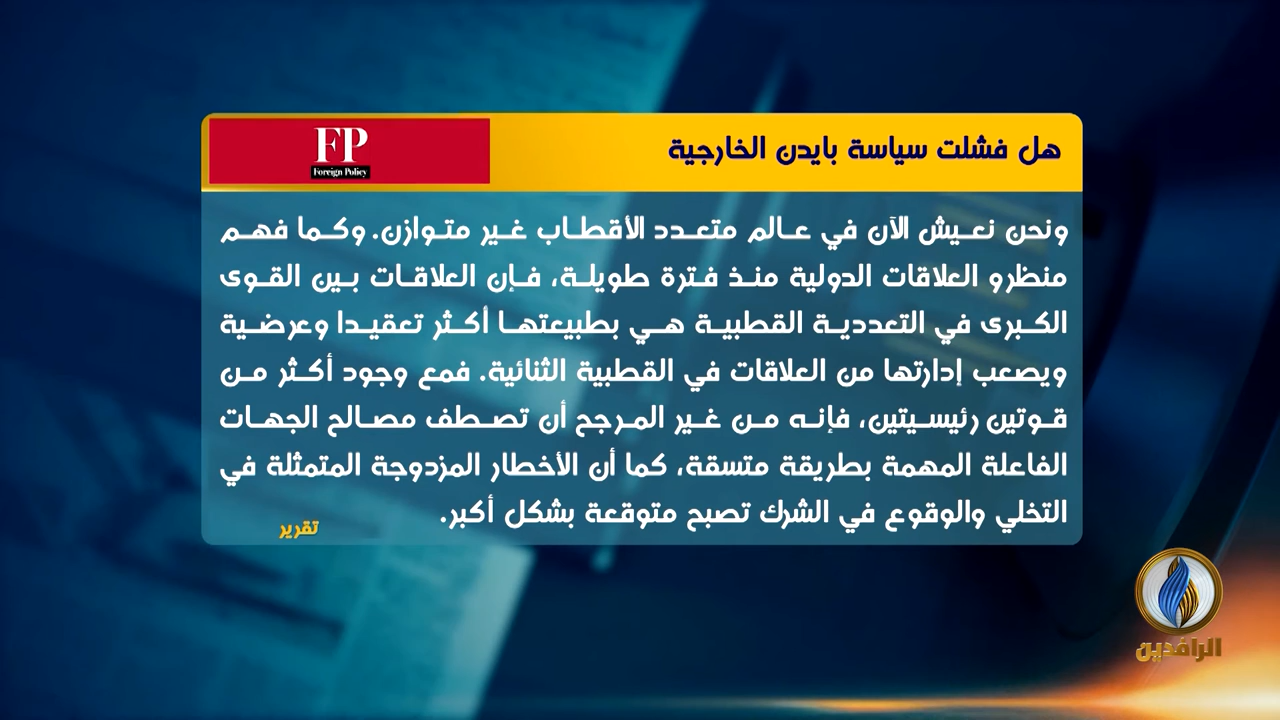 هل فشلت سياسة بايدن الخارجية
FP
Foreign Policy
ونحن نعيش الآن في عالم متعدد الأقطاب غير متوازن. وكما فهم
منظرو العلاقات الدولية منذ فترة طويلة، فإن العلاقات بين القوى
الكبرى في التعددية القطبية هي بطبيعتها أكثر تعقيدا وعرضية
ويصعب إدارتها من العلاقات في القطبية الثنائية. فمع وجود أكثر من
قوتين رئيسيتين، فإنه من غير المرجح أن تصطف مصالح الجهات
الفاعلة المهمة بطريقة متسقة، كما أن الأخطار المزدوجة المتمثلة في
التخلي والوقوع في الشرك تصبح متوقعة بشكل أكبر.
تقرير
الرافدين